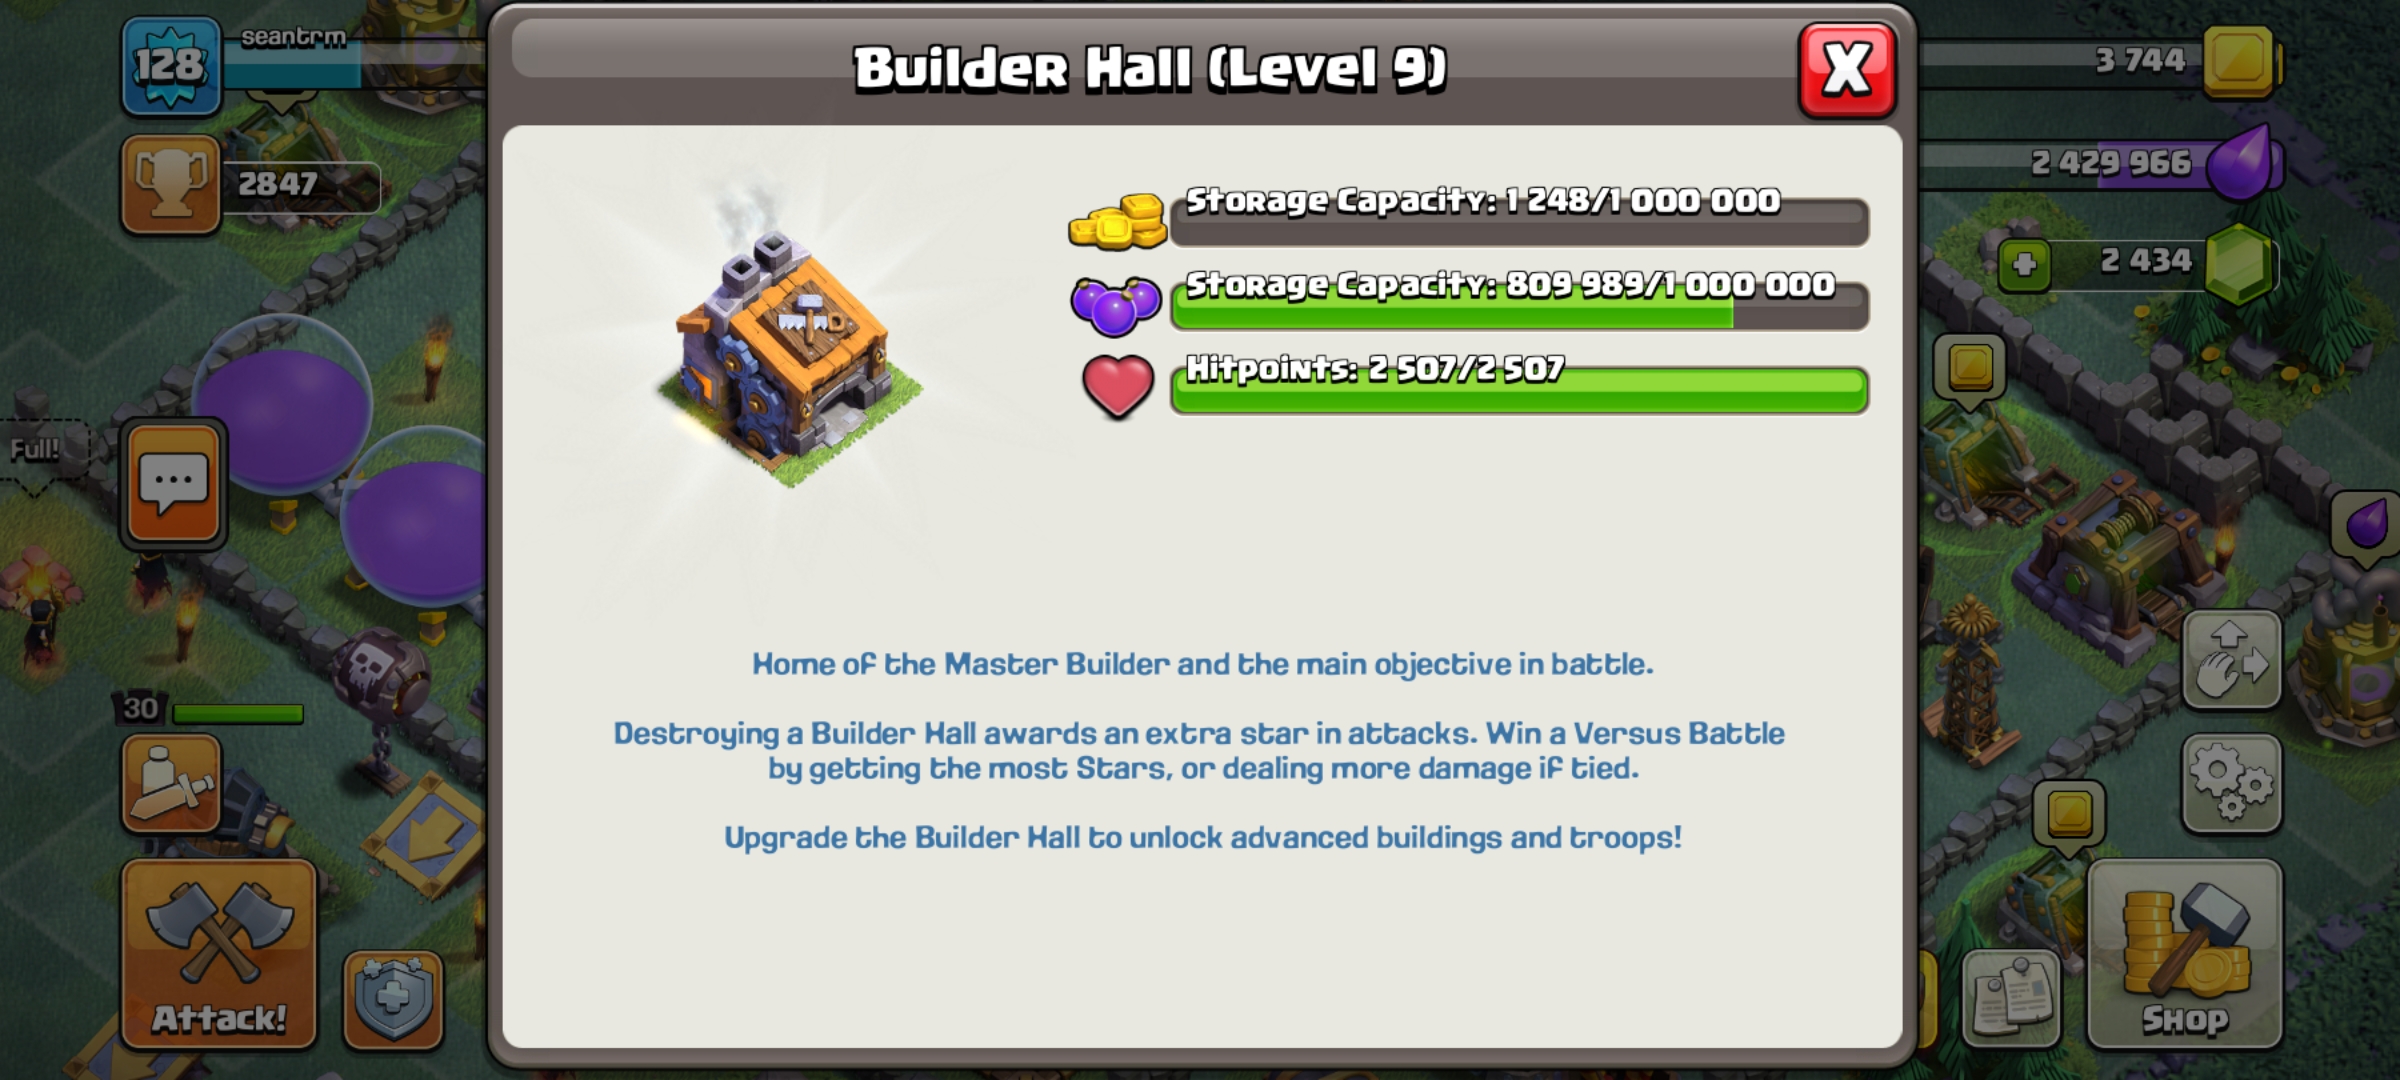 128
seantrm
2847
Builder Hall (Level 9)
X
3 744
2 429 966
2 434
Storage Capacity: 1 248/1 000 000
Storage Capacity: 809 989/1 000 000
Hitpoints: 2 507/2 507
Full!
Home of the Master Builder and the main objective in battle.
Destroying a Builder Hall awards an extra star in attacks. Win a Versus Battle
by getting the most Stars, or dealing more damage if tied.
Upgrade the Builder Hall to unlock advanced buildings and troops!
30
Attack!
Shop